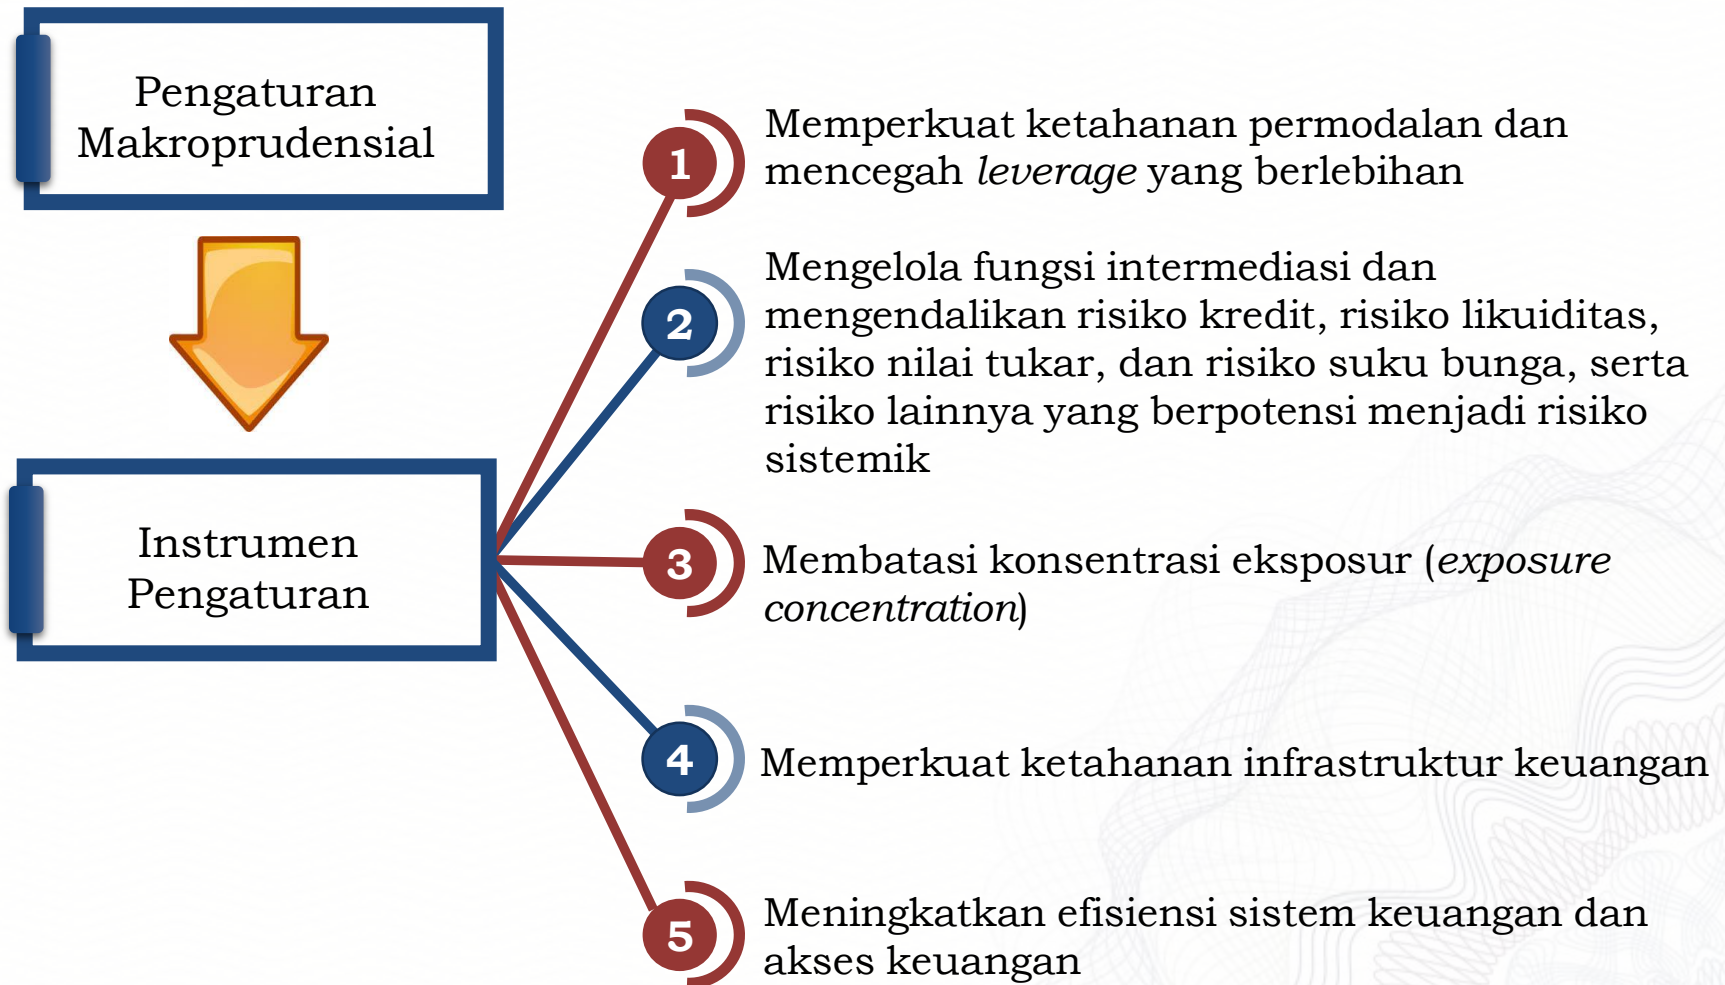 Pengaturan
Makroprudensial
Instrumen
Pengaturan
1
Memperkuat ketahanan permodalan dan
mencegah leverage yang berlebihan
2
Mengelola fungsi intermediasi dan
mengendalikan risiko kredit, risiko likuiditas,
risiko nilai tukar, dan risiko suku bunga, serta
risiko lainnya yang berpotensi menjadi risiko
sistemik
3
Membatasi konsentrasi eksposur (exposure
concentration)
4
Memperkuat ketahanan infrastruktur keuangan
5
Meningkatkan efisiensi sistem keuangan dan
akses keuangan